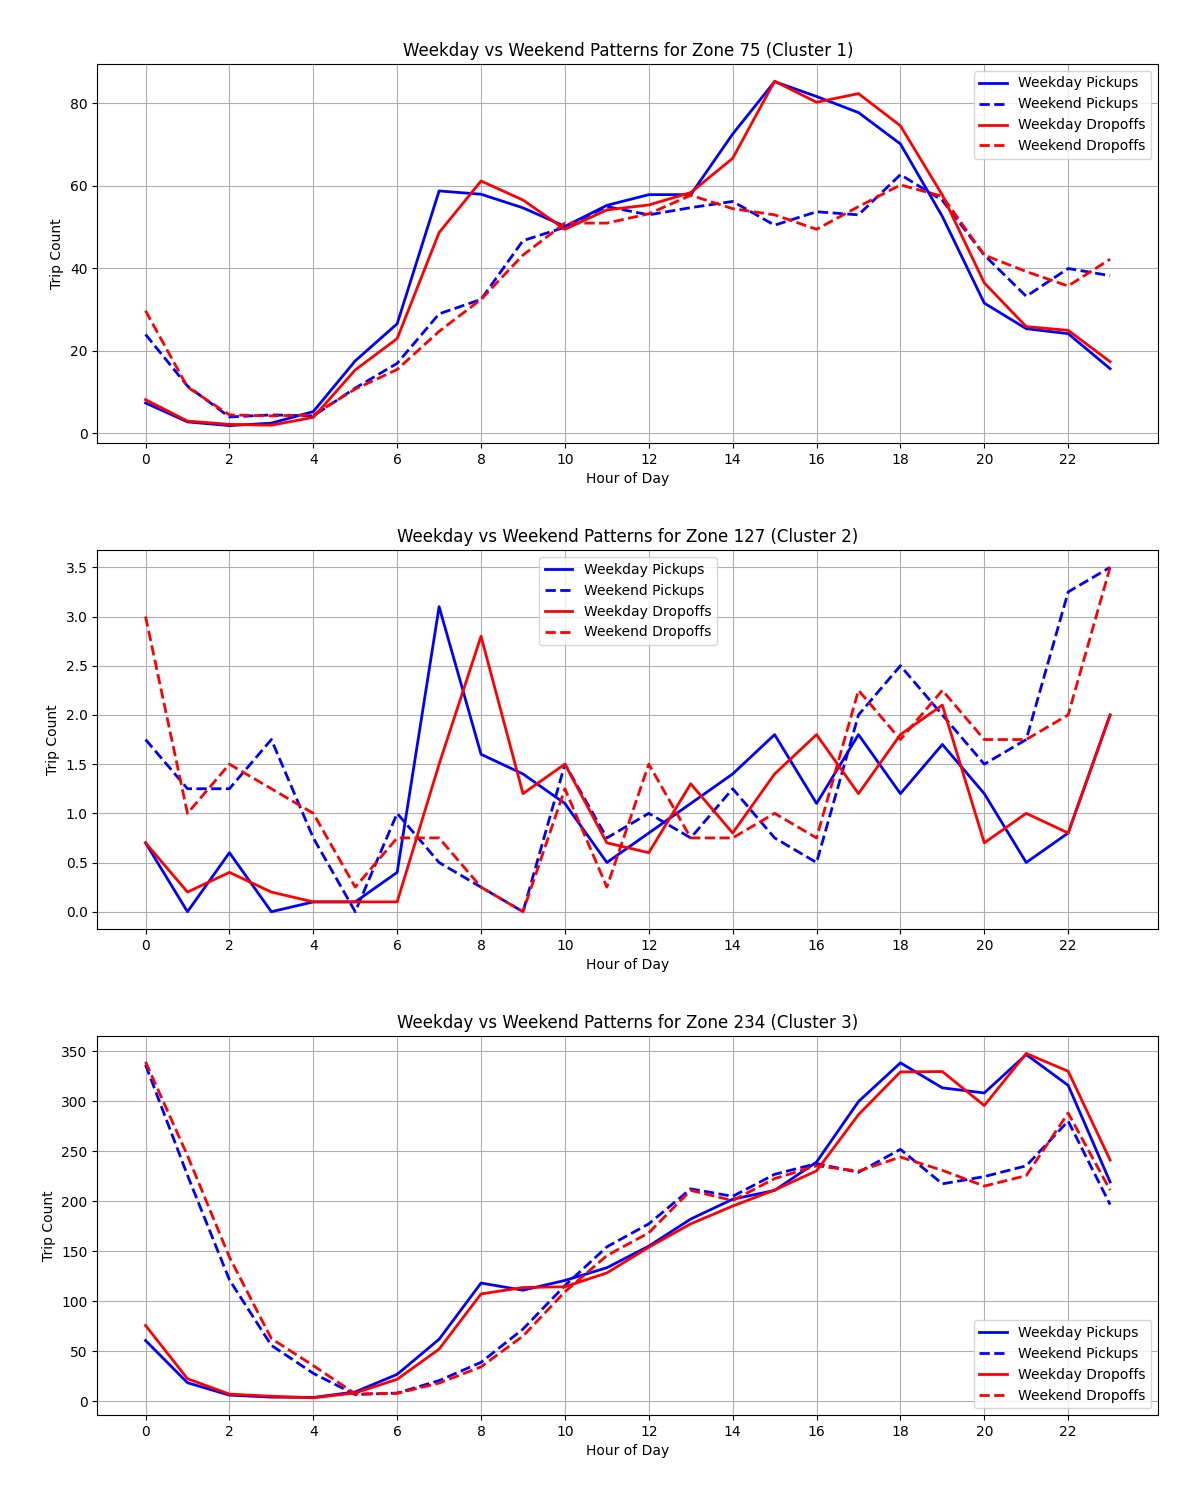 Weekday vs Weekend Patterns for Zone 75 (Cluster 1)
Weekday Pickups
Weekend Pickups
Weekday Dropoffs
Weekend Dropoffs
80
60
40
20
0
Trip Count
0 2 4 6 8 10 12 14 16 18 20 22
Hour of Day
Weekday vs Weekend Patterns for Zone 127 (Cluster 2)
Weekday Pickups
Weekend Pickups
Weekday Dropoffs
Weekend Dropoffs
3.5
3.0
2.5
2.0
1.5
1.0
0.5
0.0
Trip Count
0 2 4 6 8 10 12 14 16 18 20 22
Hour of Day
Weekday vs Weekend Patterns for Zone 234 (Cluster 3)
350
300
250
200
150
100
50
0
Trip Count
Weekday Pickups
Weekend Pickups
Weekday Dropoffs
Weekend Dropoffs
0 2 4 6 8 10 12 14 16 18 20 22
Hour of Day